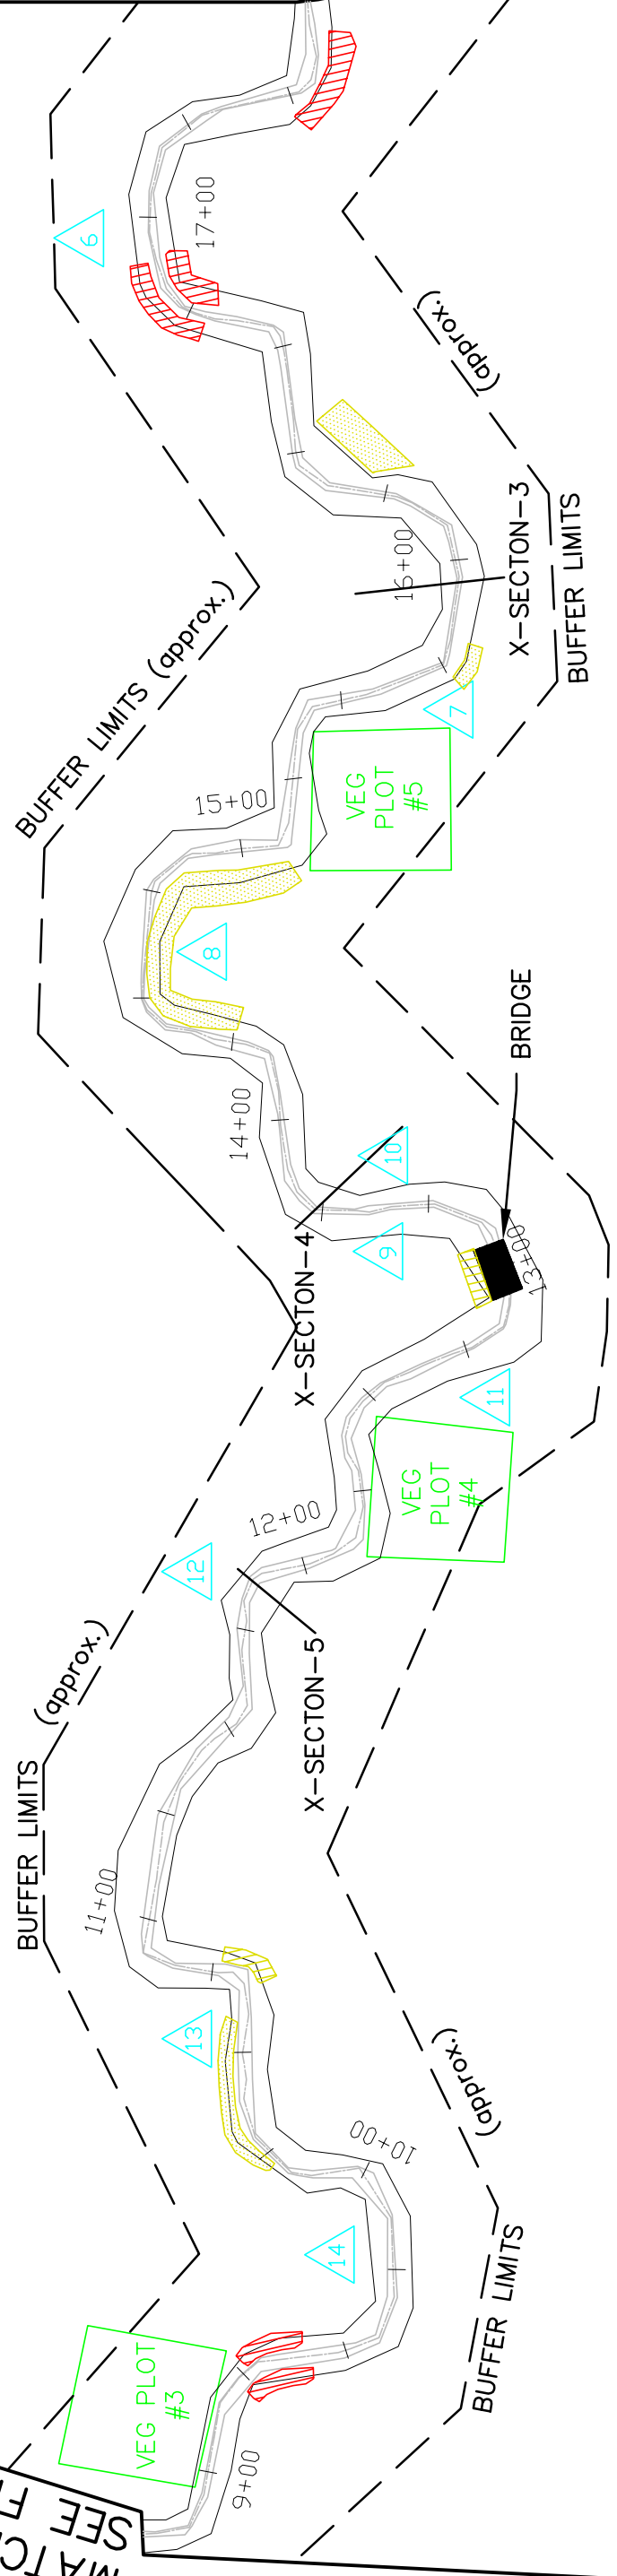 6
17+00
(approx.)
16+00
X-SECTON-3
BUFFER LIMITS
BUFFER LIMITS (approx.)
7
15+00
VEG
PLOT
#5
8
BRIDGE
14+00
10
9
X-SECTON-4
13+00
11
VEG
PLOT
#4
12+00
12
X-SECTON-5
(approx.)
BUFFER LIMITS
11+00
13
(approx.)
10+00
14
BUFFER LIMITS
VEG PLOT
#3
9+00
SEE